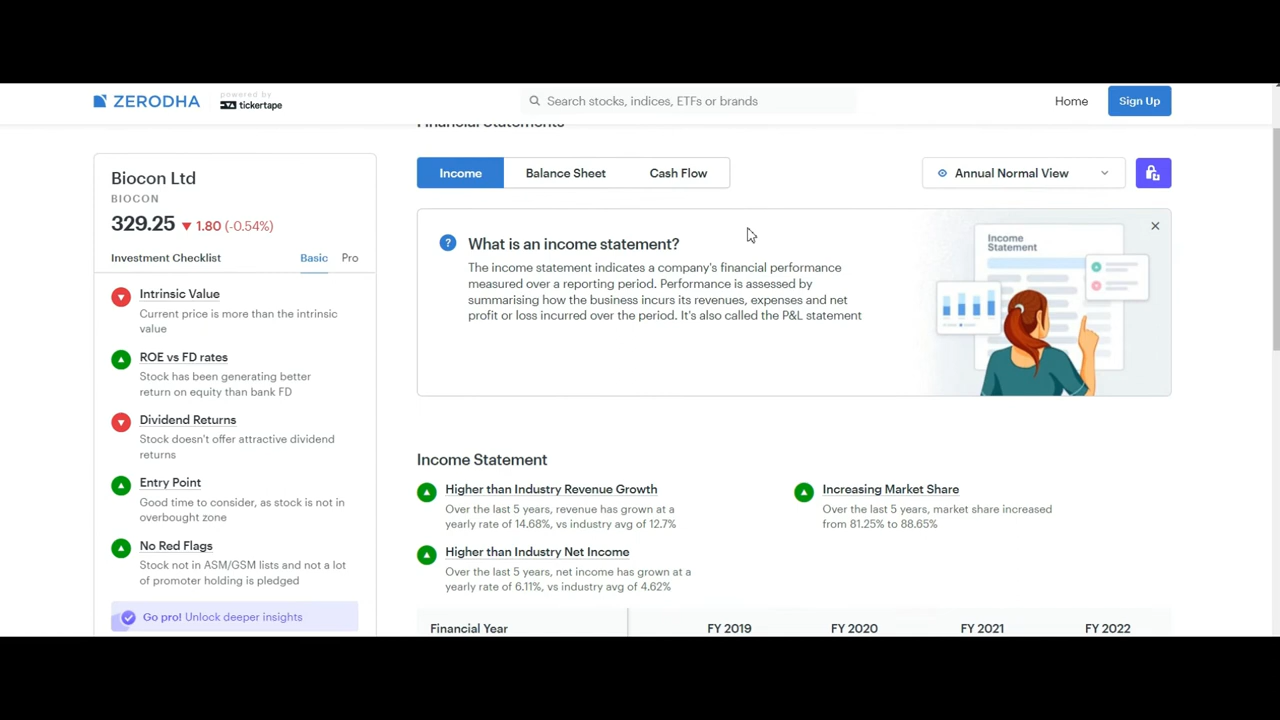 ZERODHA
powered by
tickertape
Search stocks, indices, ETFs or brands
Home
Sign Up
Financial Statements
Biocon Ltd
BIOCON
329.25 ▼ 1.80 (-0.54%)
Investment Checklist
Basic
Pro
Intrinsic Value
Current price is more than the intrinsic
value
ROE vs FD rates
Stock has been generating better
return on equity than bank FD
Dividend Returns
Stock doesn't offer attractive dividend
returns
Entry Point
Good time to consider, as stock is not in
overbought zone
No Red Flags
Stock not in ASM/GSM lists and not a lot
of promoter holding is pledged
Go pro! Unlock deeper insights
Income
Balance Sheet
Cash Flow
Annual Normal View
? What is an income statement?
The income statement indicates a company's financial performance
measured over a reporting period. Performance is assessed by
summarising how the business incurs its revenues, expenses and net
profit or loss incurred over the period. It's also called the P&L statement
Income
Statement
Income Statement
Higher than Industry Revenue Growth
Over the last 5 years, revenue has grown at a
yearly rate of 14.68%, vs industry avg of 12.7%
Increasing Market Share
Over the last 5 years, market share increased
from 81.25% to 88.65%
Higher than Industry Net Income
Over the last 5 years, net income has grown at a
yearly rate of 6.11%, vs industry avg of 4.62%
Financial Year FY 2019 FY 2020 FY 2021 FY 2022